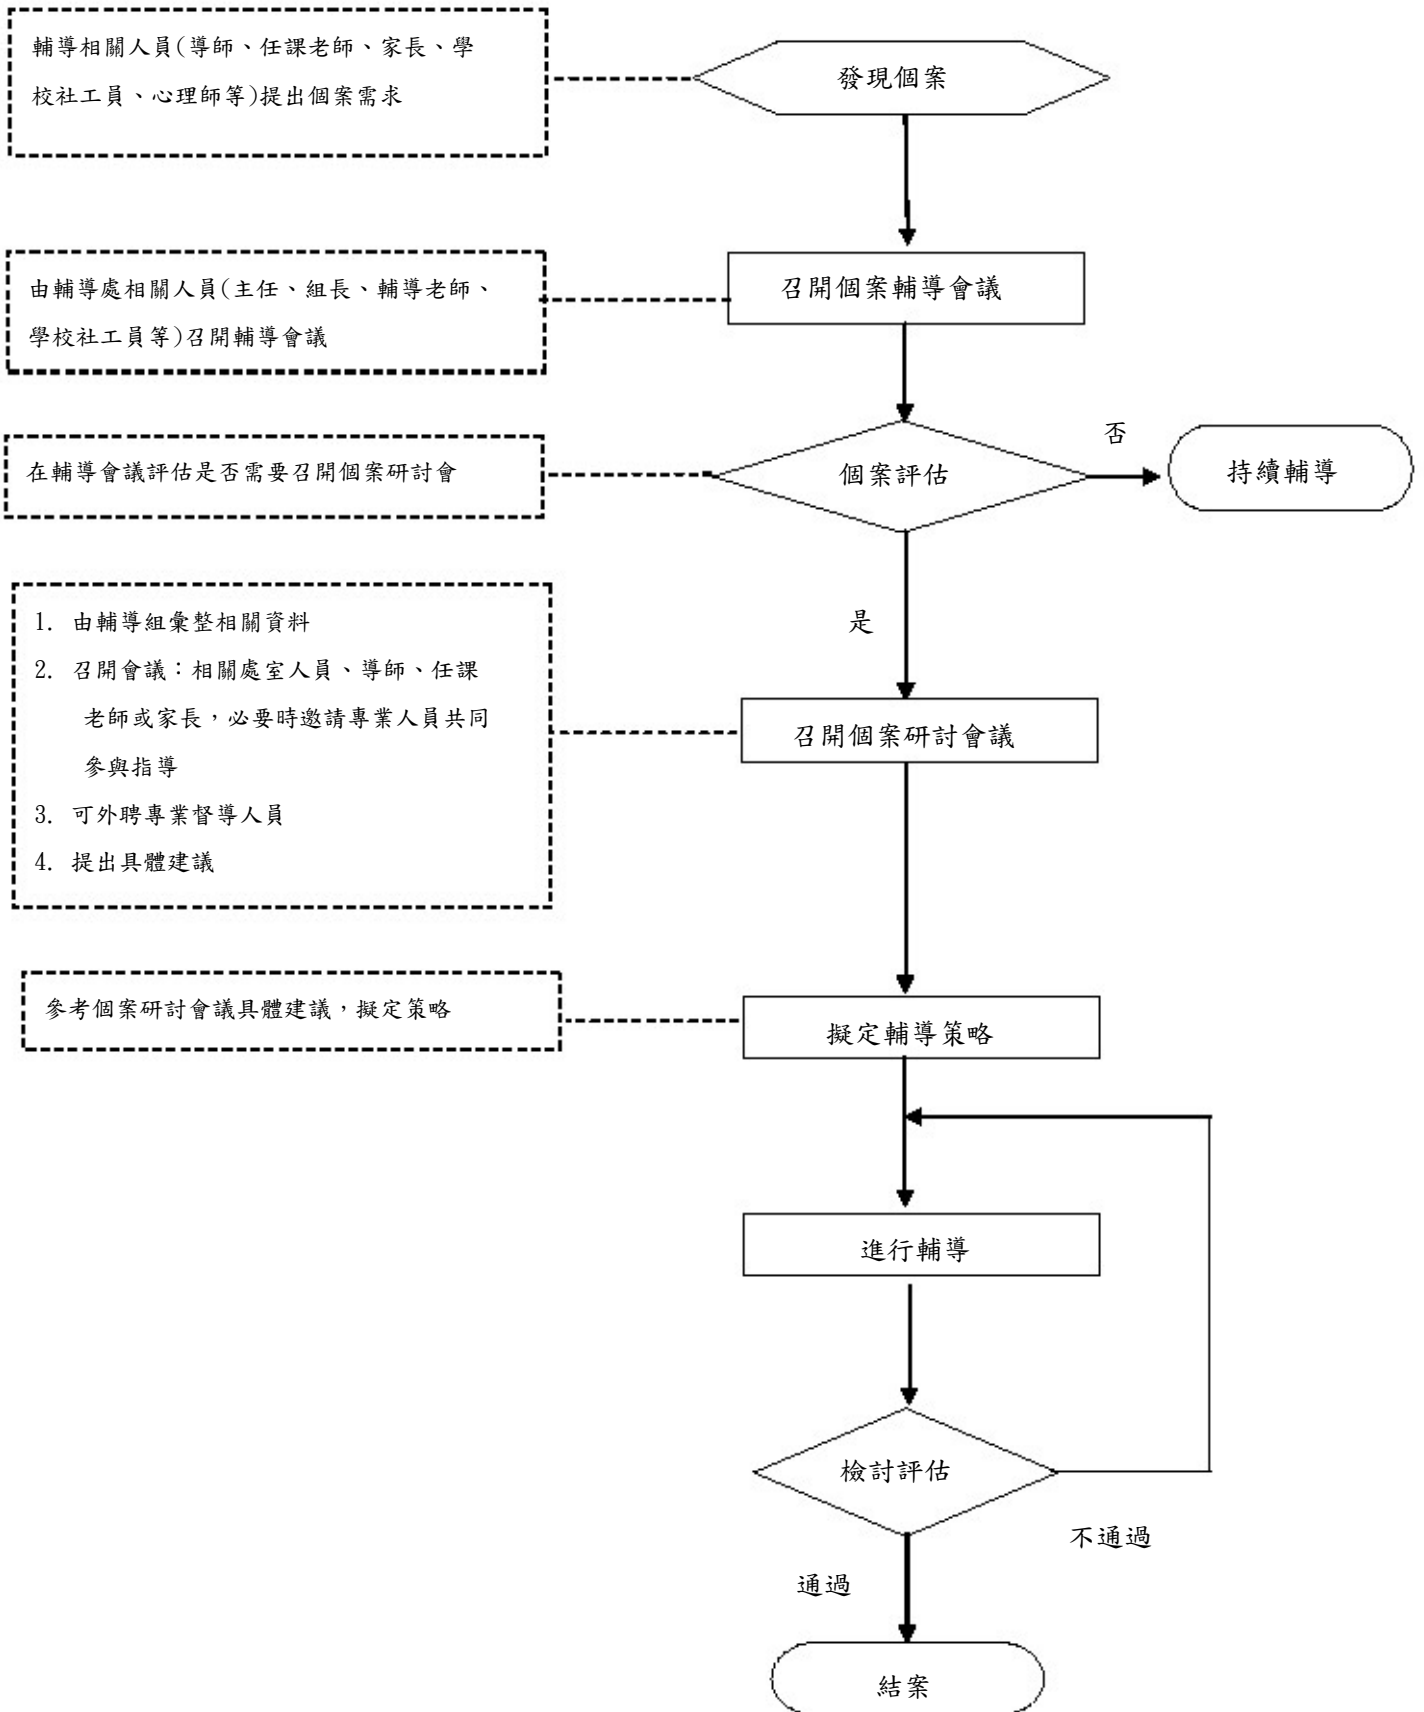 輔導相關人員(導師、任課老師、家長、學
校社工員、心理師等)提出個案需求
發現個案
由輔導處相關人員(主任、組長、輔導老師、
學校社工員等)召開輔導會議
召開個案輔導會議
在輔導會議評估是否需要召開個案研討會
個案評估
否
持續輔導
是
1. 由輔導組彙整相關資料
2. 召開會議：相關處室人員、導師、任課
老師或家長，必要時邀請專業人員共同
參與指導
3. 可外聘專業督導人員
4. 提出具體建議
召開個案研討會議
參考個案研討會議具體建議，擬定策略
擬定輔導策略
進行輔導
檢討評估
不通過
通過
結案